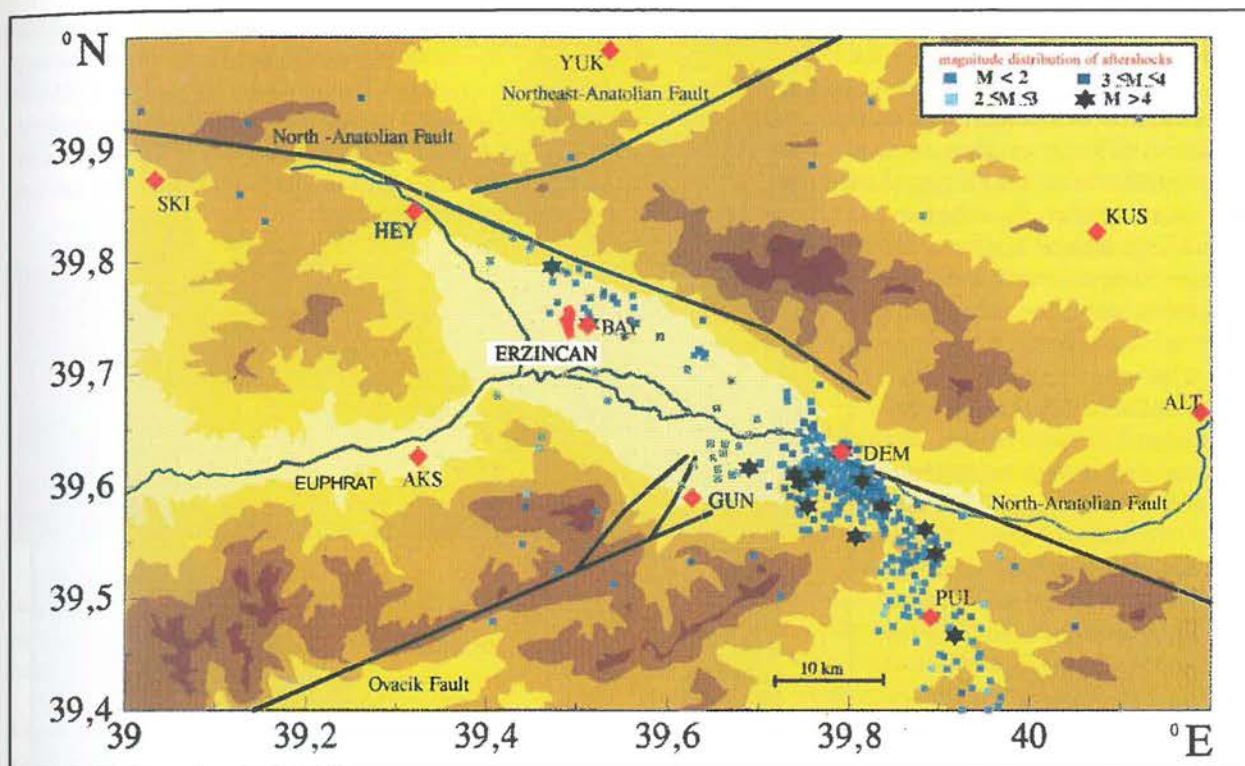 °N
YUK
Northeast-Anatolian Fault
magnitude distribution of aftershocks
M < 2
3≤M≤4
2≤M≤3
M >4
North -Anatolian Fault
39,9
SKI
HEY
KUS
39,8
BAY
ERZINCAN
39,7
ALT
DEM
EUPHRAT
AKS
39,6
GUN
North-Anatolian Fault
39,5
PUL
10 km
Ovacik Fault
39,4
39
39,2
39,4
39,6
39,8
40
°E